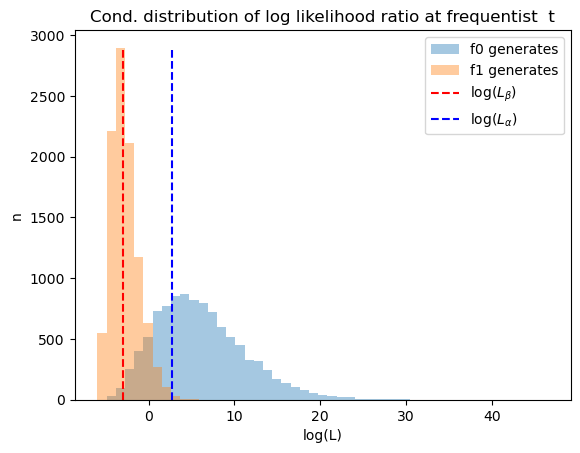 Cond. distribution of log likelihood ratio at frequentist  t
3000
2500
2000
1500
1000
500
0
n
0 10 20 30 40
log(L)
f0 generates
f1 generates
log(L_β)
log(L_α)